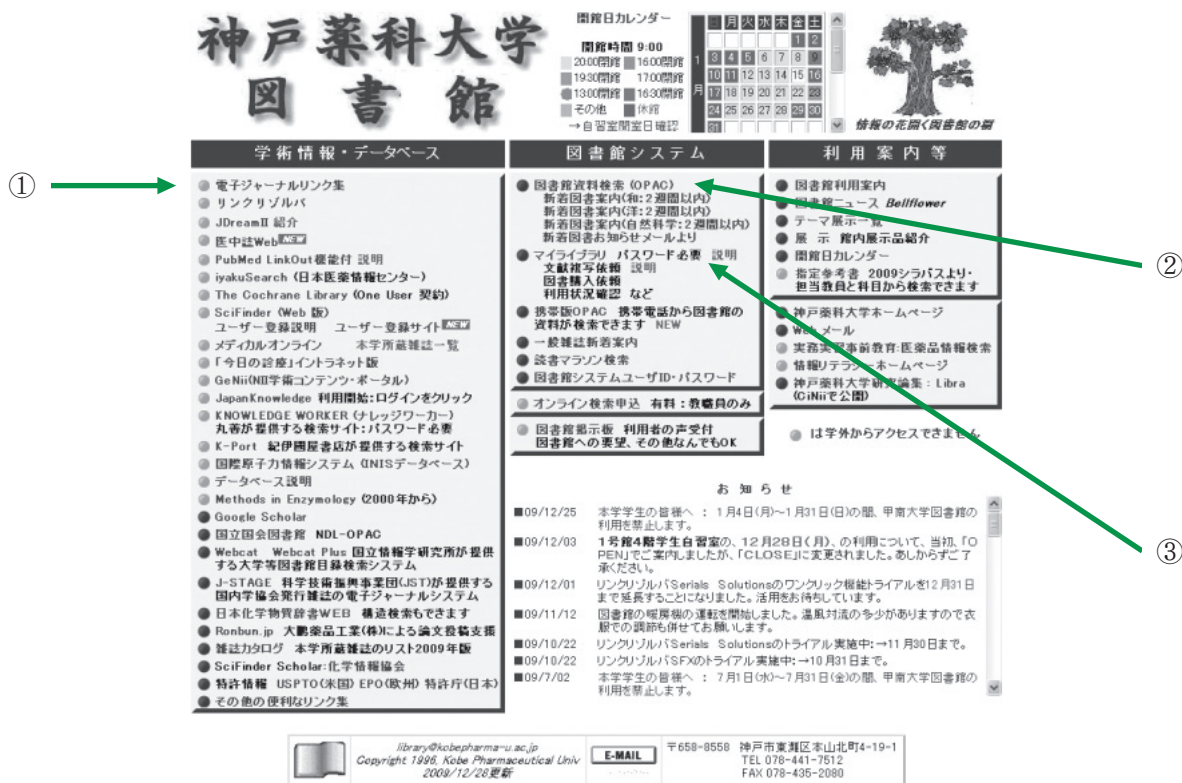 神戸薬科大学
図書館
開館日カレンダー
開館時間 9:00
20:00閉館 16:00閉館
19:30閉館 17:00閉館
13:00閉館 16:30閉館
その他 休館
→自習室開室日確認
1月
日 月 火 水 木 金 土
1 2
3 4 5 6 7 8 9
10 11 12 13 14 15 16
17 18 19 20 21 22 23
24 25 26 27 28 29 30
31
情報の花開く図書館の樹
①
②
③
学術情報・データベース
電子ジャーナルリンク集
リンクリゾルバ
JDreamⅡ 紹介
医中誌Web NEW
PubMed LinkOut機能付 説明
iyakuSearch (日本医薬情報センター)
The Cochrane Library (One User 契約)
SciFinder (Web 版)
ユーザー登録説明 ユーザー登録サイト NEW
メディカルオンライン 本学所蔵雑誌一覧
「今日の診療」イントラネット版
GeNii(NII学術コンテンツ・ポータル)
JapanKnowledge 利用開始:ログインをクリック
KNOWLEDGE WORKER (ナレッジワーカー)
丸善が提供する検索サイト:パスワード必要
K-Port 紀伊國屋書店が提供する検索サイト
国際原子力情報システム (INISデータベース)
データベース説明
Methods in Enzymology (2000年から)
Google Scholar
国立国会図書館 NDL-OPAC
Webcat Webcat Plus 国立情報学研究所が提供
する大学等図書館目録検索システム
J-STAGE 科学技術振興事業団(JST)が提供する
国内学協会発行雑誌の電子ジャーナルシステム
日本化学物質辞書WEB 構造検索もできます
Ronbun.jp 大鵬薬品工業(株)による論文投稿支援
雑誌カタログ 本学所蔵雑誌のリスト2009年版
SciFinder Scholar:化学情報協会
特許情報 USPTO(米国) EPO(欧州) 特許庁(日本)
その他の便利なリンク集
図書館システム
図書館資料検索 (OPAC)
新着図書案内(和:2週間以内)
新着図書案内(洋:2週間以内)
新着図書案内(自然科学:2週間以内)
新着図書お知らせメールより
マイライブラリ パスワード必要 説明
文献複写依頼 説明
図書購入依頼
利用状況確認 など
携帯版OPAC 携帯電話から図書館の
資料が検索できます NEW
一般雑誌新着案内
読書マラソン検索
図書館システムユーザID・パスワード
オンライン検索申込 有料:教職員のみ
図書館掲示板 利用者の声受付
図書館への要望、その他なんでもOK
利用案内等
図書館利用案内
図書館ニュース Bellflower
テーマ展示一覧
展 示 館内展示品紹介
開館日カレンダー
指定参考書 2009シラバスより・
担当教員と科目から検索できます
神戸薬科大学ホームページ
Web メール
実務実習事前教育:医薬品情報検索
情報リテラシーホームページ
神戸薬科大学研究論集:Libra
(CiNiiで公開)
は学外からアクセスできません
お知らせ
■09/12/25 本学学生の皆様へ : 1月4日(月)~1月31日(日)の間、甲南大学図書館の
利用を禁止します。
■09/12/03 1号館4階学生自習室の、12月28日(月)、の利用について、当初、「O
PEN」でご案内しましたが、「CLOSE」に変更されました。あしからずご了
承ください。
■09/12/01 リンクリゾルバSerials Solutionsのワンクリック機能トライアルを12月31日
まで延長することになりました。活用をお待ちしています。
■09/11/12 図書館の暖房機の運転を開始しました。温風対流の多少がありますので衣
服での調節も併せてお願いします。
■09/10/22 リンクリゾルバSerials Solutionsのトライアル実施中:→11月30日まで。
■09/10/22 リンクリゾルバSFXのトライアル実施中:→10月31日まで。
■09/7/02 本学学生の皆様へ : 7月1日(水)~7月31日(金)の間、甲南大学図書館の
利用を禁止します。
library@kobepharma-u.ac.jp
Copyright 1996, Kobe Pharmaceutical Univ
2009/12/28更新
E-MAIL
〒658-8558 神戸市東灘区本山北町4-19-1
TEL 078-441-7512
FAX 078-435-2080